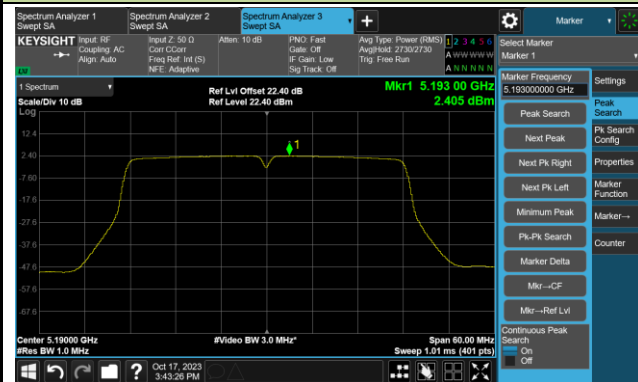 Spectrum Analyzer 1
Swept SA
Spectrum Analyzer 2
Swept SA
Spectrum Analyzer 3
Swept SA
Marker
KEYSIGHT
Input: RF
Coupling: AC
Align: Auto
Input Z: 50 Ω
Corr CCorr
Freq Ref: Int (S)
NFE: Adaptive
Atten: 10 dB
PNO: Fast
Gate: Off
IF Gain: Low
Sig Track: Off
Avg Type: Power (RMS)
Avg|Hold: 2730/2730
Trig: Free Run
1 2 3 4 5 6
A W W W W W
A N N N N N
LXI
Select Marker
Marker 1
1 Spectrum
Scale/Div 10 dB
Log
Ref Lvl Offset 22.40 dB
Ref Level 22.40 dBm
Mkr1 5.193 00 GHz
2.405 dBm
12.4
2.40
-7.60
-17.6
-27.6
-37.6
-47.6
-57.6
-67.6
1
Center 5.19000 GHz
#Res BW 1.0 MHz
#Video BW 3.0 MHz*
Span 60.00 MHz
Sweep 1.01 ms (401 pts)
Marker Frequency
5.193000000 GHz
Peak Search
Next Peak
Next Pk Right
Next Pk Left
Minimum Peak
Pk-Pk Search
Marker Delta
Mkr→CF
Mkr→Ref Lvl
Continuous Peak
Search
On
Off
Settings
Peak
Search
Pk Search
Config
Properties
Marker
Function
Marker→
Counter
Oct 17, 2023
3:43:26 PM